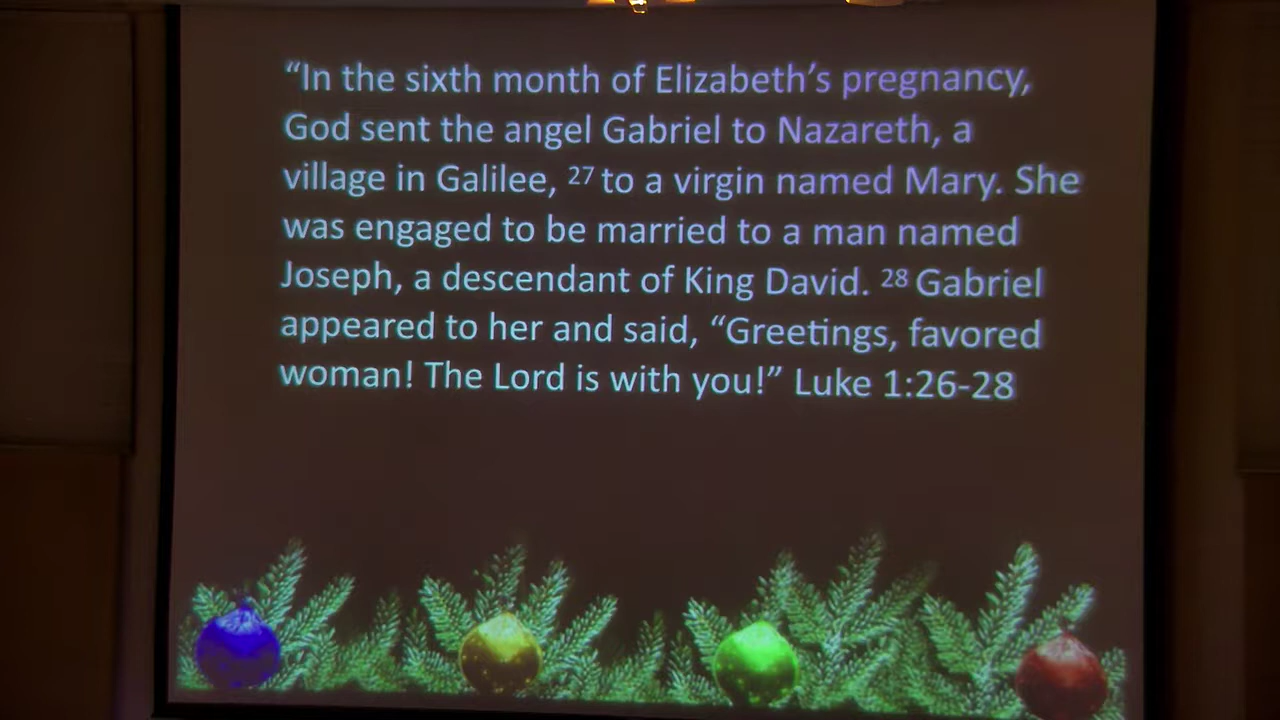 “In the sixth month of Elizabeth’s pregnancy,
God sent the angel Gabriel to Nazareth, a
village in Galilee, 27 to a virgin named Mary. She
was engaged to be married to a man named
Joseph, a descendant of King David. 28 Gabriel
appeared to her and said, “Greetings, favored
woman! The Lord is with you!” Luke 1:26-28